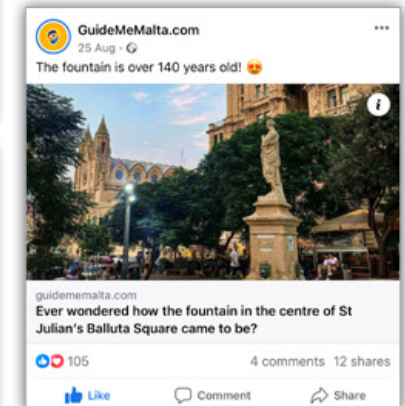 GuideMeMalta.com
25 Aug ·
The fountain is over 140 years old! 😍
guidememalta.com
Ever wondered how the fountain in the centre of St
Julian's Balluta Square came to be?
105 4 comments 12 shares
Like Comment Share